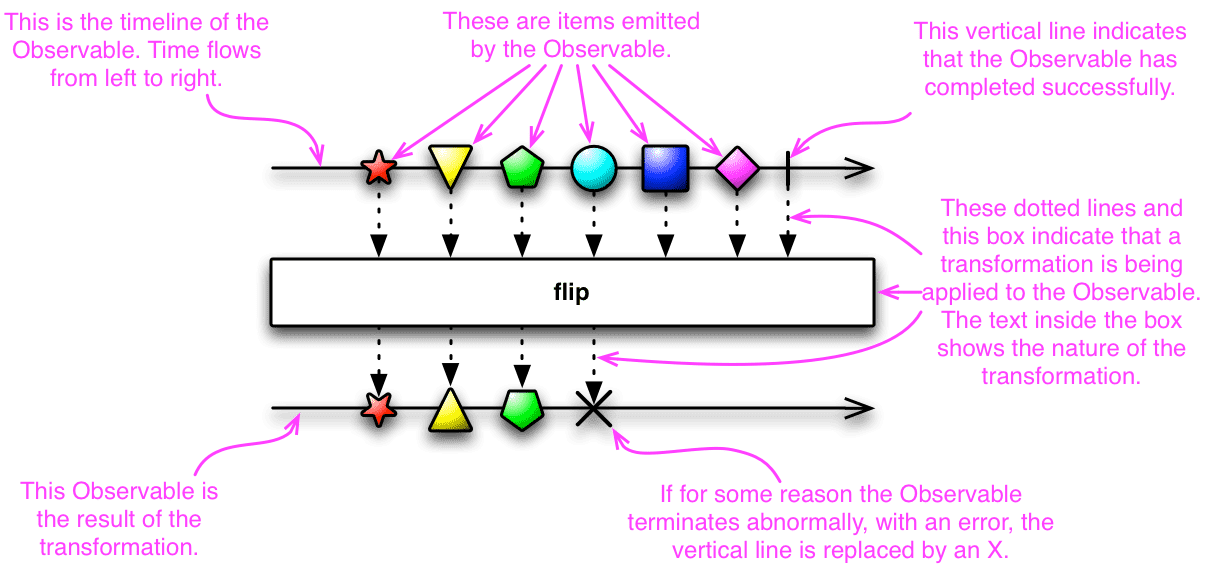 This is the timeline of the
Observable. Time flows
from left to right.
These are items emitted
by the Observable.
This vertical line indicates
that the Observable has
completed successfully.
These dotted lines and
this box indicate that a
transformation is being
applied to the Observable.
The text inside the box
shows the nature of the
transformation.
flip
This Observable is
the result of the
transformation.
If for some reason the Observable
terminates abnormally, with an error, the
vertical line is replaced by an X.